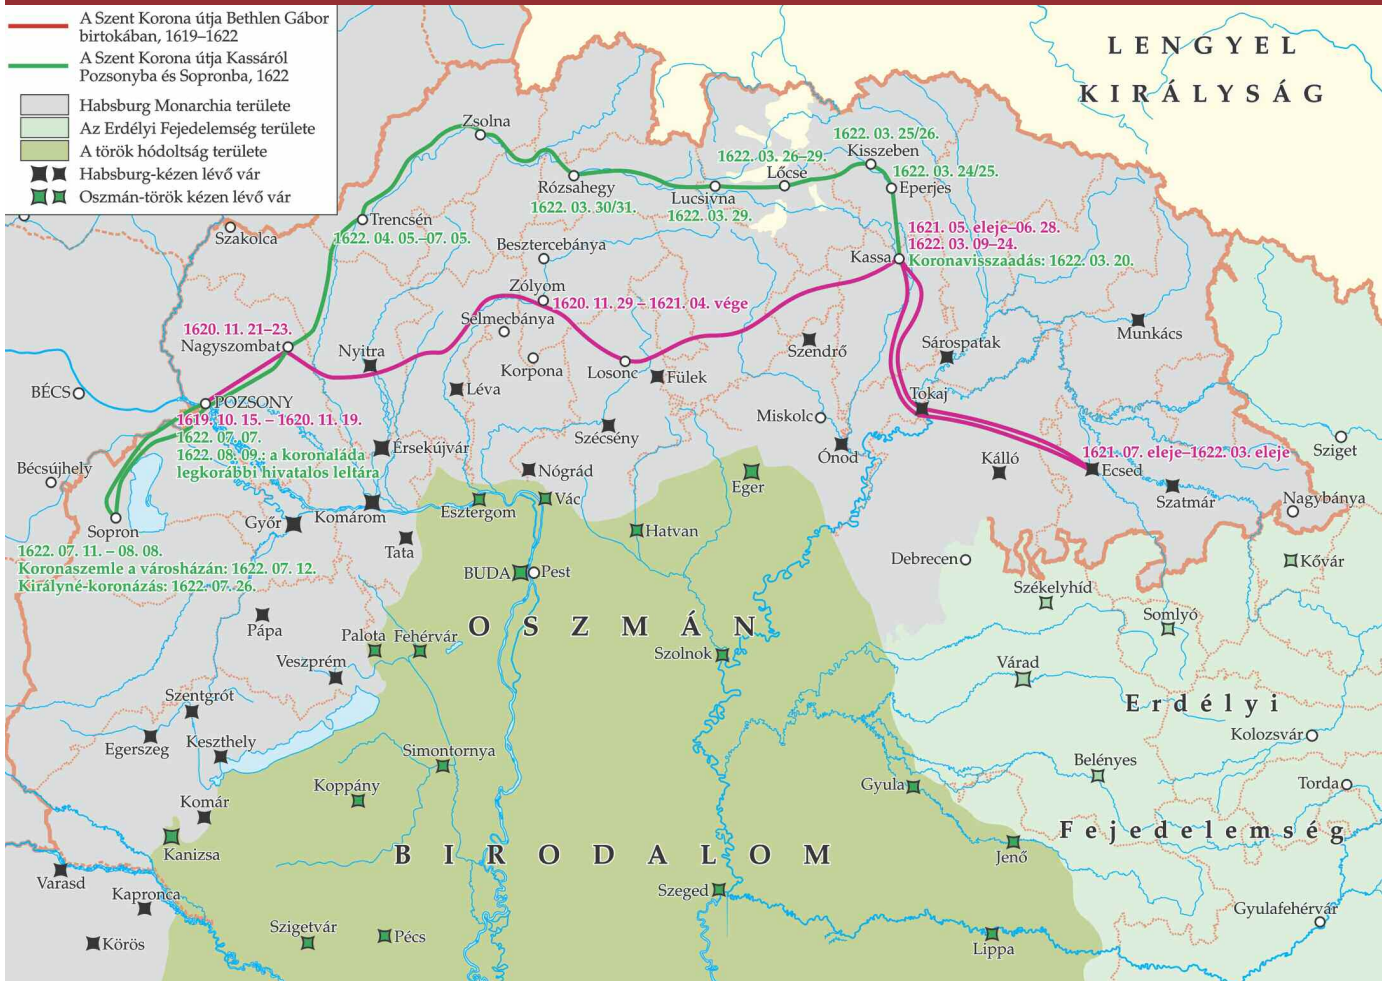 A Szent Korona útja Bethlen Gábor
birtokában, 1619–1622
A Szent Korona útja Kassáról
Pozsonyba és Sopronba, 1622
Habsburg Monarchia területe
Az Erdélyi Fejedelemség területe
A török hódoltság területe
Habsburg-kézen lévő vár
Oszmán-török kézen lévő vár
LENGYEL
KIRÁLYSÁG
Zsolna
1622. 03. 25/26.
Kisszeben
1622. 03. 26–29.
Lőcse
1622. 03. 24/25.
Eperjes
Rózsahegy
1622. 03. 30/31.
Lucsivna
1622. 03. 29.
Trencsén
1622. 04. 05.–07. 05.
Szakolca
Besztercebánya
1621. 05. eleje–06. 28.
1622. 03. 09–24.
Kassa
Koronavisszaadás: 1622. 03. 20.
Zólyom
1620. 11. 29 – 1621. 04. vége
Selmecbánya
1620. 11. 21–23.
Nagyszombat
Nyitra
Korpona
Losonc
Fülek
Szendrő
Sárospatak
Munkács
BÉCS
POZSONY
1619. 10. 15. – 1620. 11. 19.
1622. 07. 07.
1622. 08. 09.: a koronaláda
legkorábbi hivatalos leltára
Léva
Szécsény
Miskolc
Tokaj
Ónod
Érsekújvár
Bécsújhely
Nógrád
Eger
Kálló
1621. 07. eleje–1622. 03. eleje
Ecsed
Szatmár
Sziget
Nagybánya
Sopron
1622. 07. 11. – 08. 08.
Koronaszemle a városházán: 1622. 07. 12.
Királyné-koronázás: 1622. 07. 26.
Győr
Komárom
Esztergom
Vác
Tata
Hatvan
BUDA
Pest
Debrecen
Székelyhíd
Kővár
Somlyó
Pápa
Palota
Fehérvár
OSZMÁN
Szolnok
Veszprém
Várad
Szentgrót
Erdélyi
Egerszeg
Keszthely
Kolozsvár
Simontornya
Belényes
Koppány
Gyula
Torda
Komár
Kanizsa
BIRODALOM
Jenő
Fejedelemség
Varasd
Kapronca
Szeged
Gyulafehérvár
Körös
Szigetvár
Pécs
Lippa